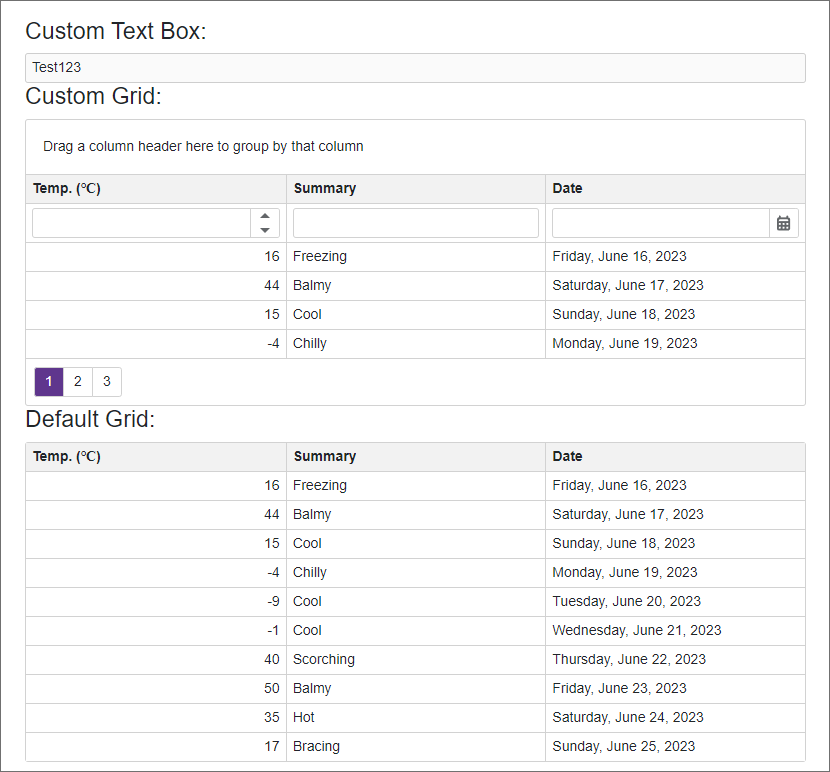 Custom Text Box:
Test123
Custom Grid:
Drag a column header here to group by that column
Temp. (°C) Summary Date
16 Freezing Friday, June 16, 2023
44 Balmy Saturday, June 17, 2023
15 Cool Sunday, June 18, 2023
-4 Chilly Monday, June 19, 2023
1 2 3
Default Grid:
Temp. (°C) Summary Date
16 Freezing Friday, June 16, 2023
44 Balmy Saturday, June 17, 2023
15 Cool Sunday, June 18, 2023
-4 Chilly Monday, June 19, 2023
-9 Cool Tuesday, June 20, 2023
-1 Cool Wednesday, June 21, 2023
40 Scorching Thursday, June 22, 2023
50 Balmy Friday, June 23, 2023
35 Hot Saturday, June 24, 2023
17 Bracing Sunday, June 25, 2023